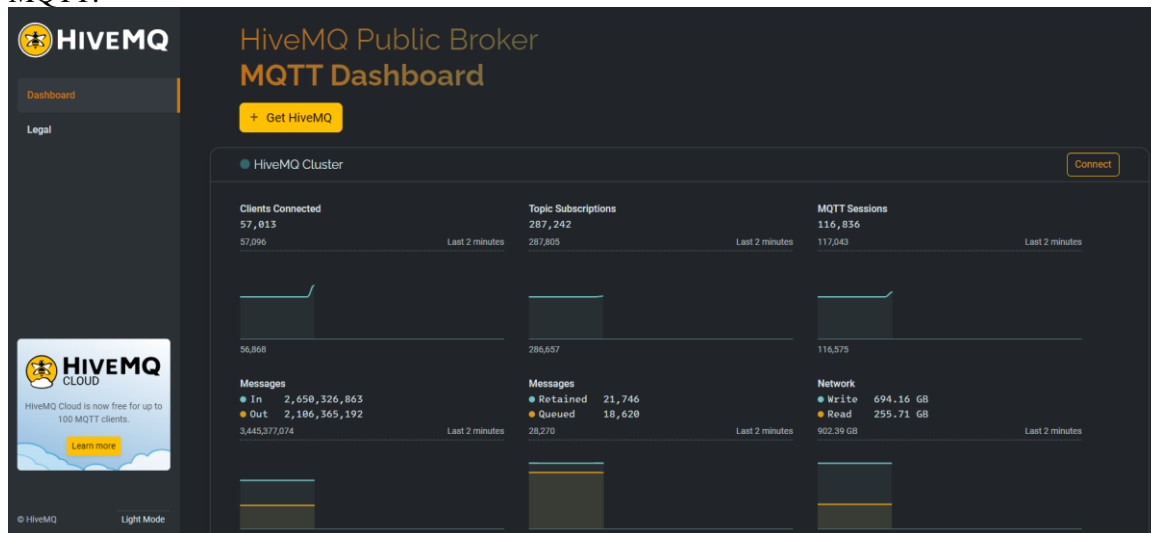 MQTT.
HIVEMQ
Dashboard
Legal
HiveMQ Public Broker
MQTT Dashboard
+ Get HiveMQ
HiveMQ Cluster
Connect
Clients Connected
57,013
57,096 Last 2 minutes
56,868
Topic Subscriptions
287,242
287,805 Last 2 minutes
286,657
MQTT Sessions
116,836
117,043 Last 2 minutes
116,575
Messages
In 2,650,326,863
Out 2,106,365,192
3,445,377,074 Last 2 minutes
Messages
Retained 21,746
Queued 18,620
28,270 Last 2 minutes
Network
Write 694.16 GB
Read 255.71 GB
902.39 GB Last 2 minutes
HIVEMQ
CLOUD
HiveMQ Cloud is now free for up to
100 MQTT clients.
Learn more
© HiveMQ Light Mode